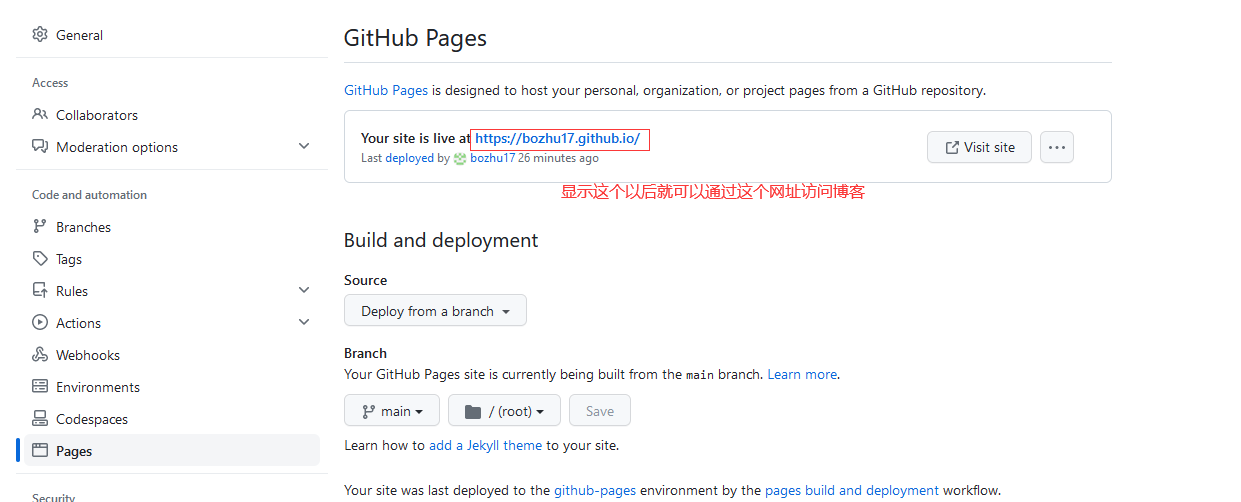 General
Access
Collaborators
Moderation options
Code and automation
Branches
Tags
Rules
Actions
Webhooks
Environments
Codespaces
Pages
Security
GitHub Pages
GitHub Pages is designed to host your personal, organization, or project pages from a GitHub repository.
Your site is live at https://bozhu17.github.io/
Last deployed by bozhu17 26 minutes ago
Visit site
显示这个以后就可以通过这个网址访问博客
Build and deployment
Source
Deploy from a branch
Branch
Your GitHub Pages site is currently being built from the main branch. Learn more.
main / (root) Save
Learn how to add a Jekyll theme to your site.
Your site was last deployed to the github-pages environment by the pages build and deployment workflow.